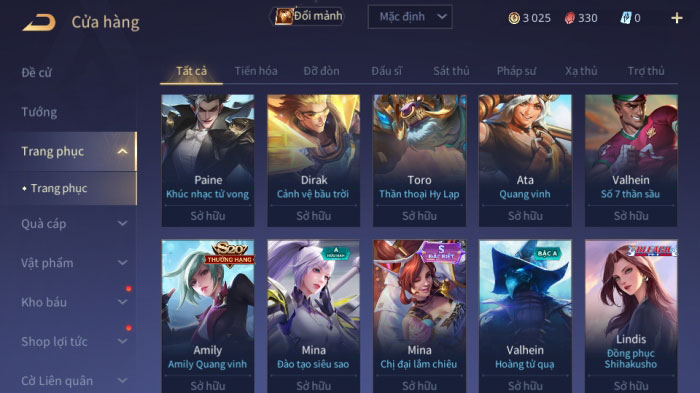 Cửa hàng
Đổi mảnh
Mặc định
3 025
330
0
Đề cử
Tướng
Trang phục
Trang phục
Quà cáp
Vật phẩm
Kho báu
Shop lợi tức
Cờ Liên quân
Tất cả Tiến hóa Đỡ đòn Đấu sĩ Sát thủ Pháp sư Xạ thủ Trợ thủ
Paine
Khúc nhạc tử vong
Sở hữu
Dirak
Cảnh vệ bầu trời
Sở hữu
Toro
Thần thoại Hy Lạp
Sở hữu
Ata
Quang vinh
Sở hữu
Valhein
Số 7 thần sầu
Sở hữu
S20
THƯỜNG HẠNG
Amily
Amily Quang vinh
Sở hữu
A
HỮU HẠN
Mina
Đào tạo siêu sao
Sở hữu
S
ĐẶC BIỆT
Mina
Chị đại lắm chiêu
Sở hữu
BẬC A
Valhein
Hoàng tử quạ
Sở hữu
BLEACH
Lindis
Đồng phục
Shihakusho
Sở hữu